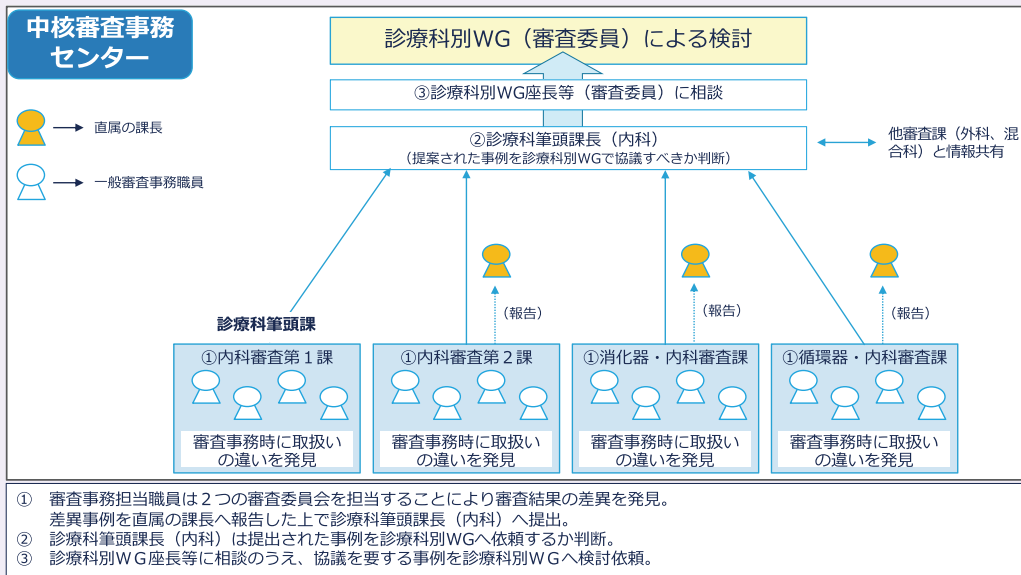 中核審査事務
センター
診療科別WG（審査委員）による検討
③診療科別WG座長等（審査委員）に相談
②診療科筆頭課長（内科）
（提案された事例を診療科別WGで協議すべきか判断）
他審査課（外科、混
合科）と情報共有
直属の課長
一般審査事務職員
（報告）
（報告）
（報告）
診療科筆頭課
①内科審査第１課
①内科審査第２課
①消化器・内科審査課
①循環器・内科審査課
審査事務時に取扱い
の違いを発見
審査事務時に取扱い
の違いを発見
審査事務時に取扱い
の違いを発見
審査事務時に取扱い
の違いを発見
① 審査事務担当職員は２つの審査委員会を担当することにより審査結果の差異を発見。
差異事例を直属の課長へ報告した上で診療科筆頭課長（内科）へ提出。
② 診療科筆頭課長（内科）は提出された事例を診療科別WGへ依頼するか判断。
③ 診療科別ＷＧ座長等に相談のうえ、協議を要する事例を診療科別ＷＧへ検討依頼。